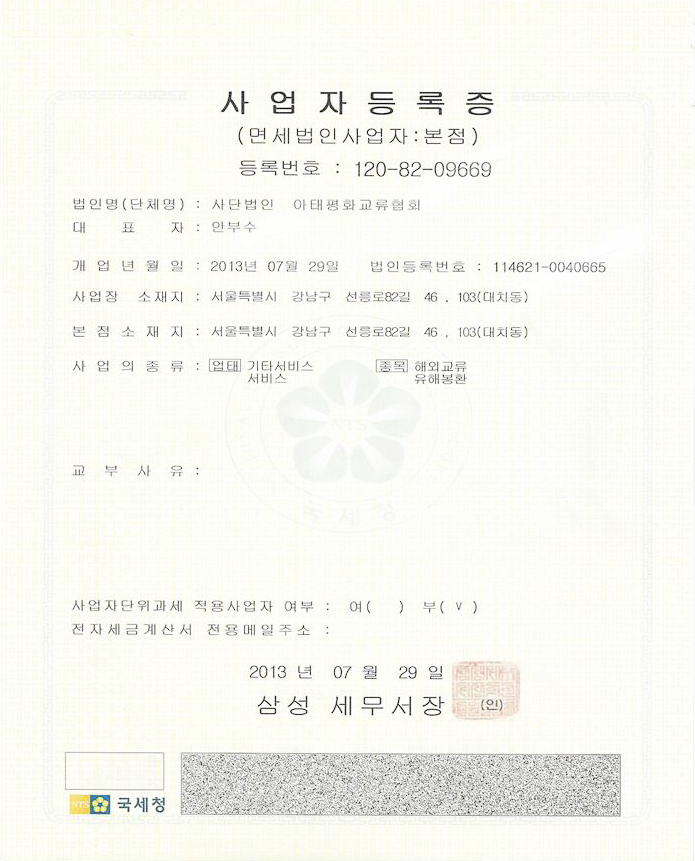 사업자등록증
(면세법인사업자:본점)
등록번호 : 120-82-09669
법인명(단체명) : 사단법인 아태평화교류협회
대 표 자 : 안부수
개 업 년 월 일 : 2013년 07월 29일 법인등록번호 : 114621-0040665
사업장 소재지 : 서울특별시 강남구 선릉로82길 46 , 103(대치동)
본 점 소 재 지 : 서울특별시 강남구 선릉로82길 46 , 103(대치동)
사 업 의 종 류 : 업태 기타서비스 종목 해외교류
서비스 유해봉환
NTS
국세청
교 부 사 유 :
사업자단위과세 적용사업자 여부 : 여( ) 부( V )
전자세금계산서 전용메일주소 :
2013 년 07 월 29 일
삼성 세무서장 (인)
NTS 국세청